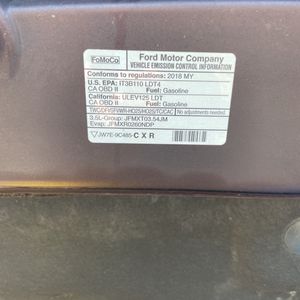 FoMoCo
Ford Motor Company
VEHICLE EMISSION CONTROL INFORMATION
Conforms to regulations: 2018 MY
U.S. EPA: T3B110 LDT4
CA OBD II Fuel: Gasoline
California: ULEV125 LDT
CA OBD II Fuel: Gasoline
No adjustments needed.
3.5L-Group: JFMXT03.54JM
Evap: JFMXR0260NDP
JW7E-9C485- C X R